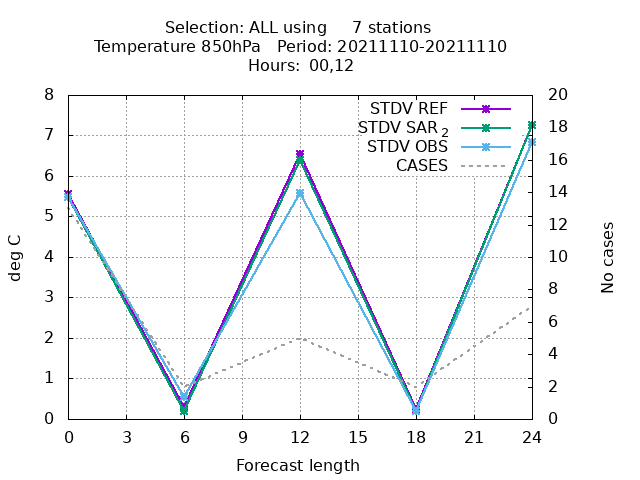 Selection: ALL using     7 stations
Temperature 850hPa   Period: 20211110-20211110
Hours:  00,12
8
7
6
5
4
3
2
1
0
20
18
16
14
12
10
8
6
4
2
0
STDV REF
STDV SAR 2
STDV OBS
CASES
deg C
No cases
0 3 6 9 12 15 18 21 24
Forecast length